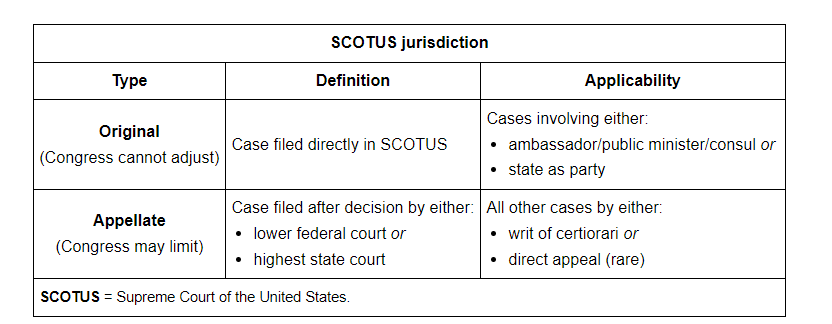 SCOTUS jurisdiction
Type Definition Applicability
Original
(Congress cannot adjust)
Case filed directly in SCOTUS
Cases involving either:
• ambassador/public minister/consul or
• state as party
Appellate
(Congress may limit)
Case filed after decision by either:
• lower federal court or
• highest state court
All other cases by either:
• writ of certiorari or
• direct appeal (rare)
SCOTUS = Supreme Court of the United States.